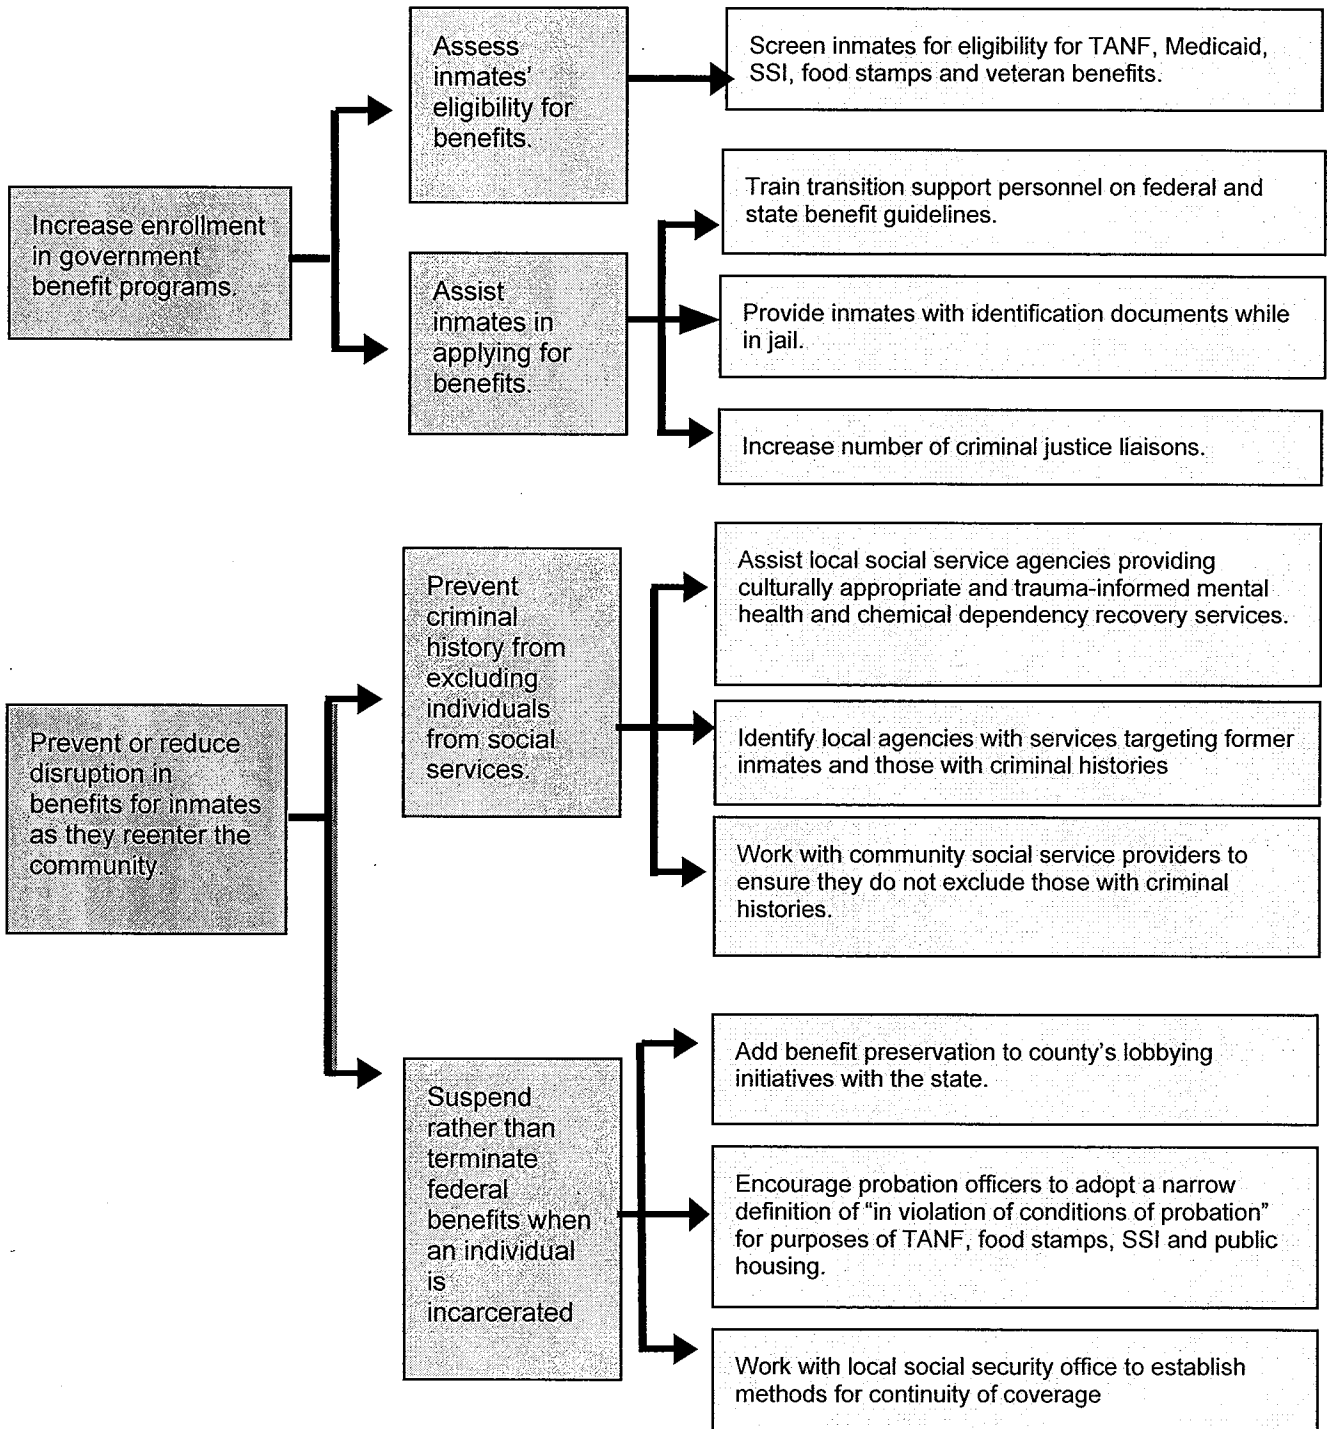 Increase enrollment
in government
benefit programs.
Assess
inmates'
eligibility for
benefits.
Screen inmates for eligibility for TANF, Medicaid,
SSI, food stamps and veteran benefits.
Assist
inmates in
applying for
benefits.
Train transition support personnel on federal and
state benefit guidelines.
Provide inmates with identification documents while
in jail.
Increase number of criminal justice liaisons.
Prevent or reduce
disruption in
benefits for inmates
as they reenter the
community.
Prevent
criminal
history from
excluding
individuals
from social
services.
Assist local social service agencies providing
culturally appropriate and trauma-informed mental
health and chemical dependency recovery services.
Identify local agencies with services targeting former
inmates and those with criminal histories
Work with community social service providers to
ensure they do not exclude those with criminal
histories.
Suspend
rather than
terminate
federal
benefits when
an individual
is
incarcerated
Add benefit preservation to county's lobbying
initiatives with the state.
Encourage probation officers to adopt a narrow
definition of “in violation of conditions of probation”
for purposes of TANF, food stamps, SSI and public
housing.
Work with local social security office to establish
methods for continuity of coverage